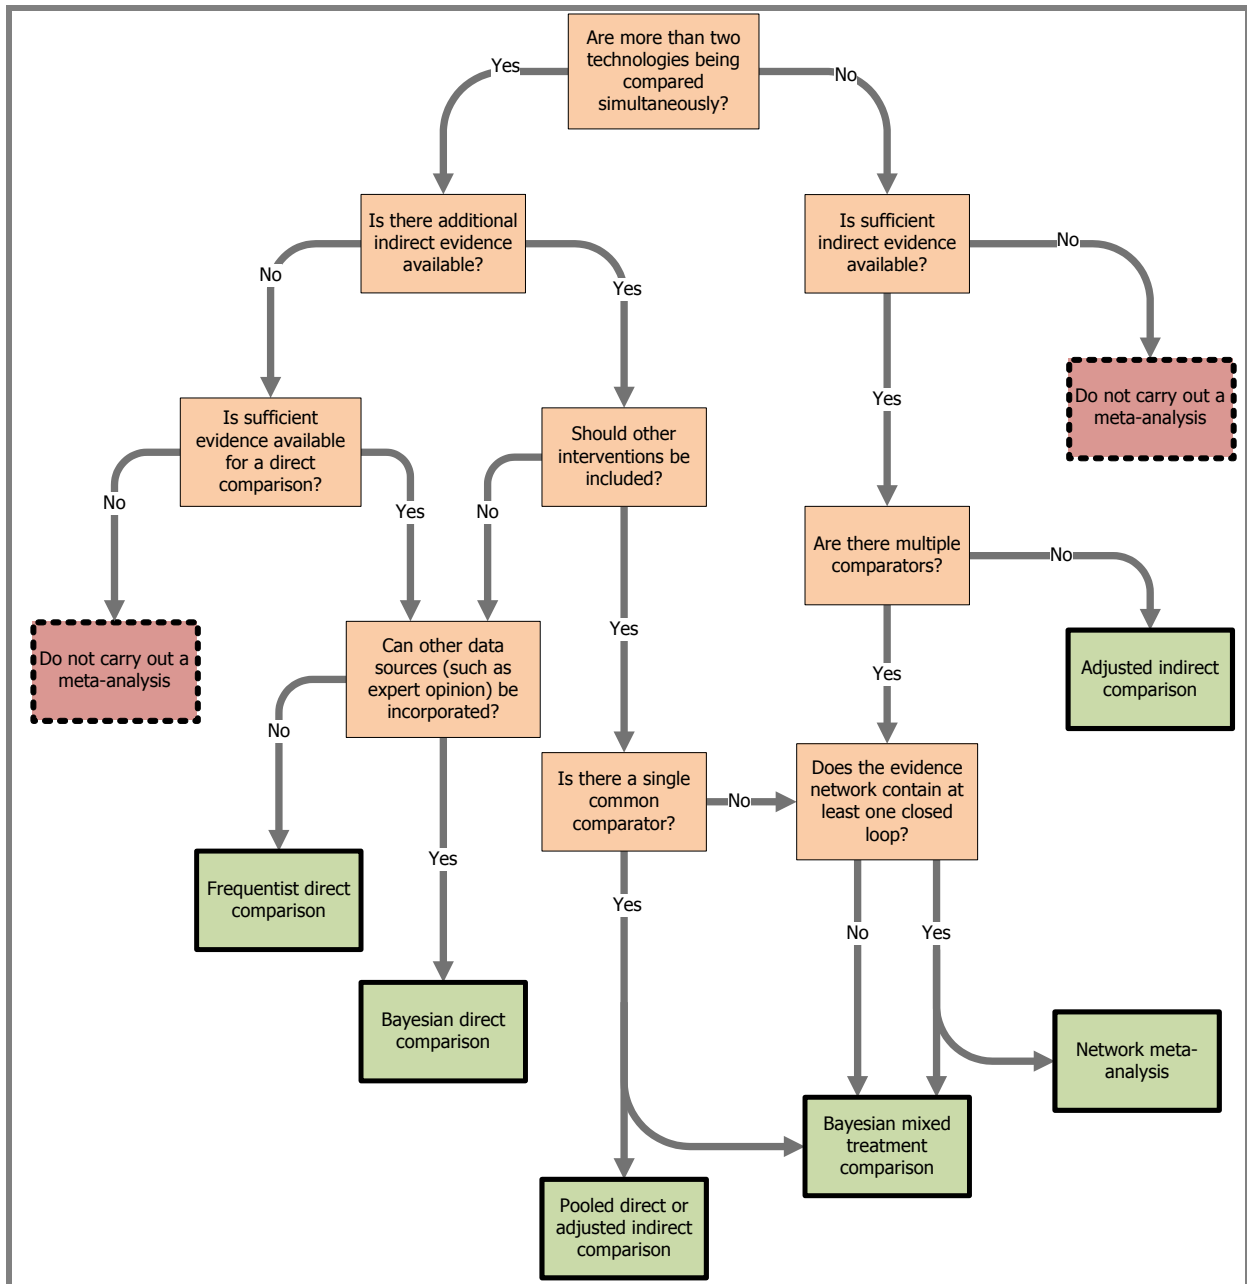 Are more than two
technologies being
compared
simultaneously?
Yes
No
Is there additional
indirect evidence
available?
Is sufficient
indirect evidence
available?
No
No
Yes
Do not carry out a
meta-analysis
Is sufficient
evidence available
for a direct
comparison?
Should other
interventions be
included?
Yes
No
Yes
No
Are there multiple
comparators?
No
Do not carry out a
meta-analysis
Can other data
sources (such as
expert opinion) be
incorporated?
Yes
Yes
Adjusted indirect
comparison
No
Is there a single
common
comparator?
No
Does the evidence
network contain at
least one closed
loop?
Yes
Frequentist direct
comparison
Yes
No
Yes
Bayesian direct
comparison
Network meta-
analysis
Bayesian mixed
treatment
comparison
Pooled direct or
adjusted indirect
comparison